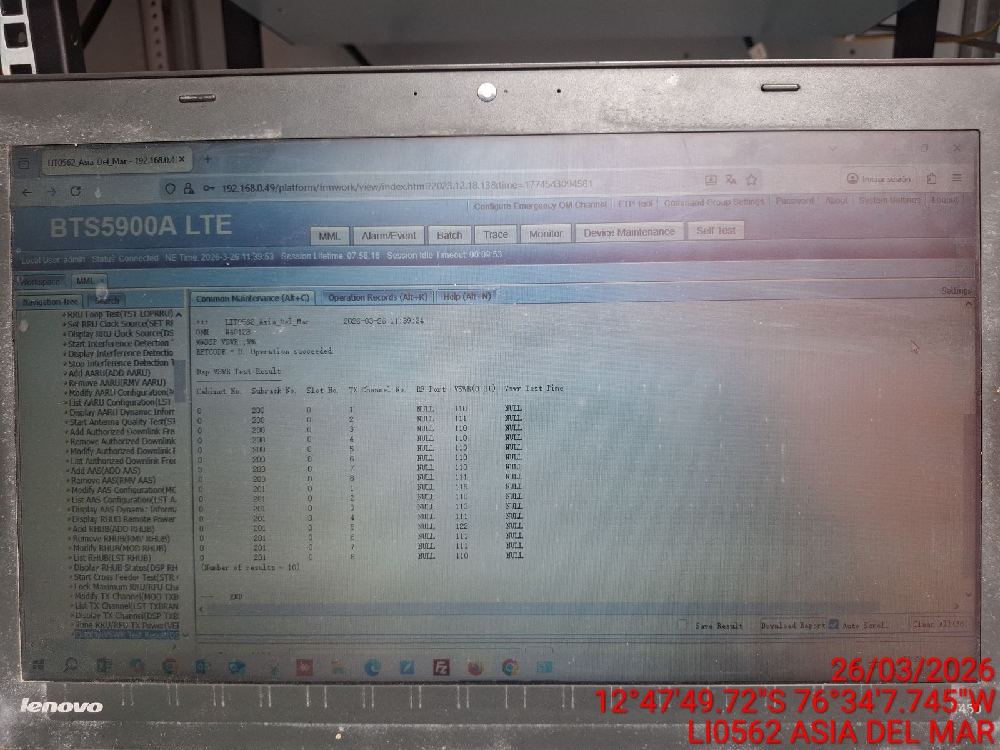 LIT0562_Asia_Del_Mar - 192.168.0.4
192.168.0.49/platform/frmwork/view/index.html?2023.12.18.13&time=1774543094581
Iniciar sesión
Configure Emergency OM Channel FTP Tool Command Group Settings Password About System Settings Logout
BTS5900A LTE
MML Alarm/Event Batch Trace Monitor Device Maintenance Self Test
Local User: admin Status: Connected NE Time: 2026-3-26 11:39:53 Session Lifetime: 07:58:16 Session Idle Timeout: 00:09:53
Workspace MML
Settings
Navigation Tree Search
Common Maintenance (Alt+C) Operation Records (Alt+R) Help (Alt+N)
RRU Loop Test(TST LOPRRU)
Set RRU Clock Source(SET RI
Display RRU Clock Source(DS
Start Interference Detection
Display Interference Detectio
Stop Interference Detection T
Add AARU(ADD AARU)
Remove AARU(RMV AARU)
Modify AARU Configuration(M
List AARU Configuration(LST
Display AARU Dynamic Inforr
Start Antenna Quality Test(ST
Add Authorized Downlink Fre
Remove Authorized Downlink
Modify Authorized Downlink F
List Authorized Downlink Frec
Add AAS(ADD AAS)
Remove AAS(RMV AAS)
Modify AAS Configuration(MC
List AAS Configuration(LST A
Display AAS Dynamic Informa
Display RHUB Remote Power
Add RHUB(ADD RHUB)
Remove RHUB(RMV RHUB)
Modify RHUB(MOD RHUB)
List RHUB(LST RHUB)
Display RHUB Status(DSP RH
Start Cross Feeder Test(STR
Lock Maximum RRU/RFU Cha
Modify TX Channel(MOD TXB
List TX Channel(LST TXBRAN
Display TX Channel(DSP TXB
Tune RRU/RFU TX Power(VEI
Display VSWR Test Result(DS
+++ LIT0562_Asia_Del_Mar 2026-03-26 11:39:24
O&M #40128
%%DSP VSWR:;%%
RETCODE = 0 Operation succeeded
Dsp VSWR Test Result
Cabinet No. Subrack No. Slot No. TX Channel No. RF Port VSWR(0.01) Vswr Test Time
0 200 0 1 NULL 110 NULL
0 200 0 2 NULL 111 NULL
0 200 0 3 NULL 110 NULL
0 200 0 4 NULL 110 NULL
0 200 0 5 NULL 113 NULL
0 200 0 6 NULL 110 NULL
0 200 0 7 NULL 110 NULL
0 200 0 8 NULL 111 NULL
0 201 0 1 NULL 116 NULL
0 201 0 2 NULL 110 NULL
0 201 0 3 NULL 113 NULL
0 201 0 4 NULL 111 NULL
0 201 0 5 NULL 122 NULL
0 201 0 6 NULL 111 NULL
0 201 0 7 NULL 111 NULL
0 201 0 8 NULL 110 NULL
(Number of results = 16)
--- END
Save Result Download Report Auto Scroll Clear All(F6)
lenovo
26/03/2026
12°47'49.72"S 76°34'7.745"W
LI0562 ASIA DEL MAR